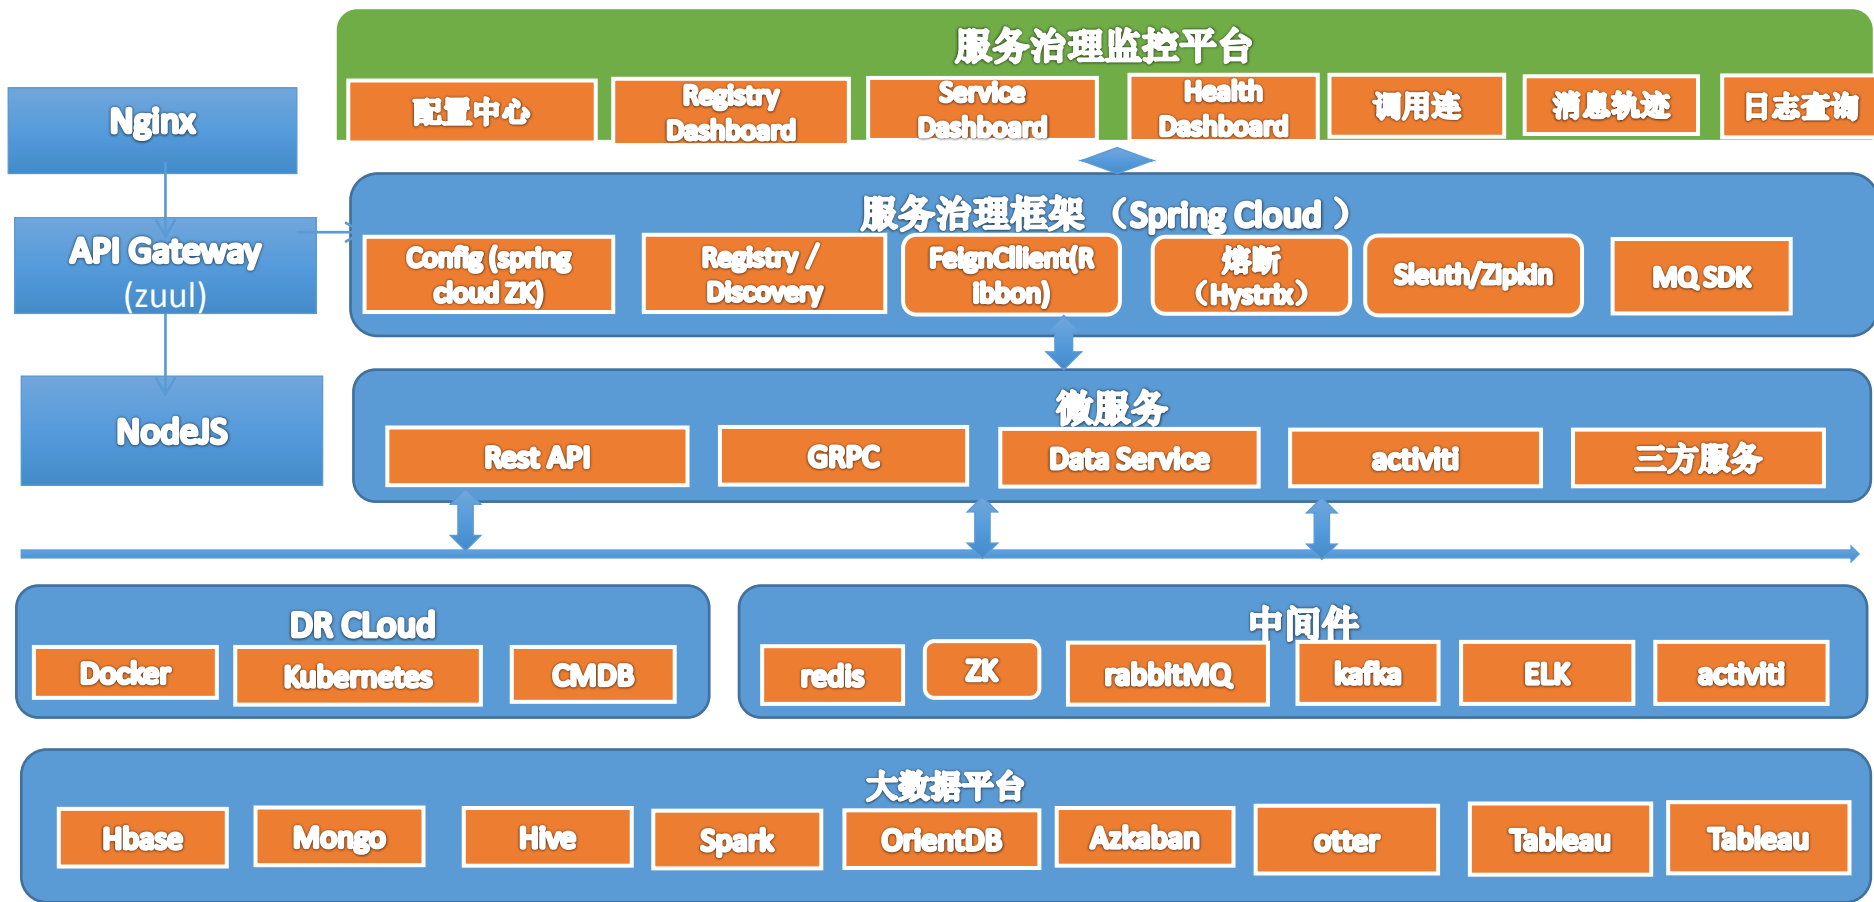 服务治理监控平台
配置中心
Registry
Dashboard
Service
Dashboard
Health
Dashboard
调用连
消息轨迹
日志查询
Nginx
API Gateway
(zuul)
NodeJS
服务治理框架 （Spring Cloud ）
Config (spring
cloud ZK)
Registry /
Discovery
FeignCilient(R
ibbon)
熔断
（Hystrix）
Sleuth/Zipkin
MQ SDK
微服务
Rest API
GRPC
Data Service
activiti
三方服务
DR CLoud
Docker
Kubernetes
CMDB
中间件
redis
ZK
rabbitMQ
kafka
ELK
activiti
大数据平台
Hbase
Mongo
Hive
Spark
OrientDB
Azkaban
otter
Tableau
Tableau